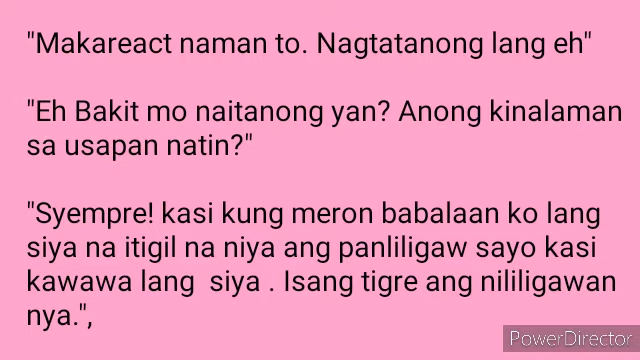 "Makareact naman to. Nagtatanong lang eh"
"Eh Bakit mo naitanong yan? Anong kinalaman
sa usapan natin?"
"Syempre! kasi kung meron babalaan ko lang
siya na itigil na niya ang panliligaw sayo kasi
kawawa lang  siya . Isang tigre ang nililigawan
nya.",
PowerDirector